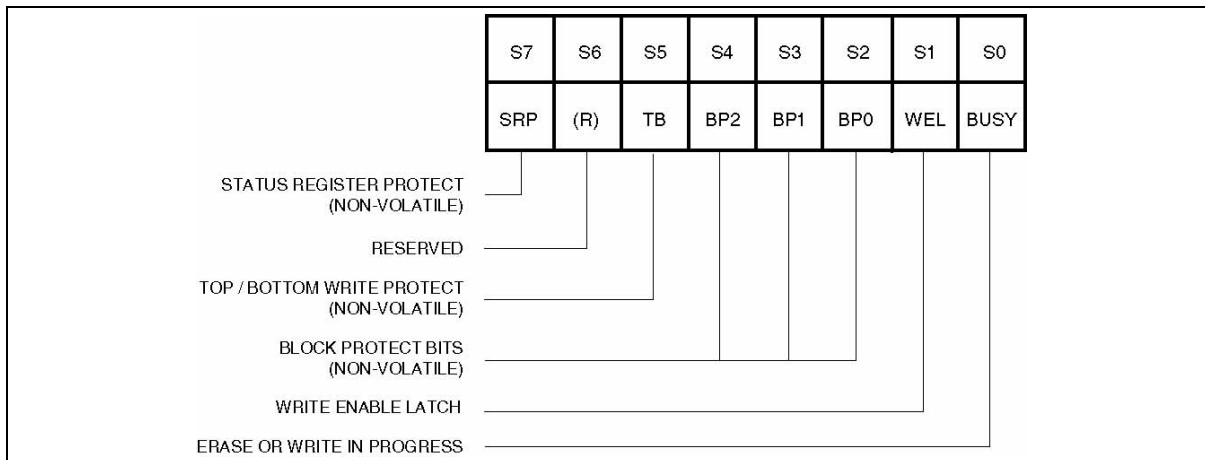 S7 S6 S5 S4 S3 S2 S1 S0
SRP (R) TB BP2 BP1 BP0 WEL BUSY
STATUS REGISTER PROTECT
(NON-VOLATILE)
RESERVED
TOP / BOTTOM WRITE PROTECT
(NON-VOLATILE)
BLOCK PROTECT BITS
(NON-VOLATILE)
WRITE ENABLE LATCH
ERASE OR WRITE IN PROGRESS